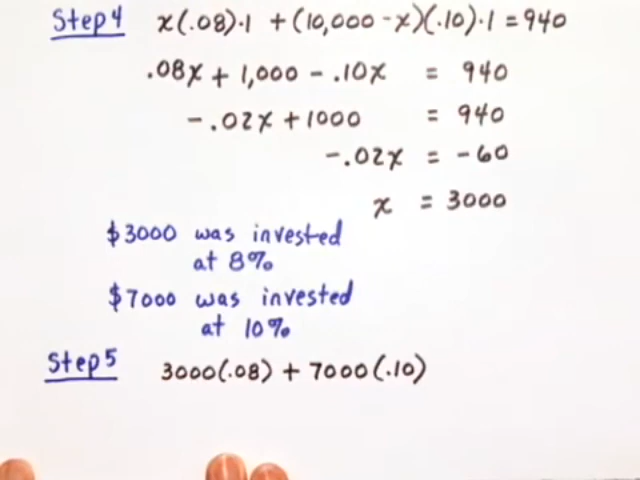 Step 4 x(.08)·1 + (10,000 - x)(.10)·1 = 940
.08x + 1,000 - .10x = 940
-.02x + 1000 = 940
-.02x = -60
x = 3000
$3000 was invested
at 8%
$7000 was invested
at 10%
Step 5 3000(.08) + 7000(.10)